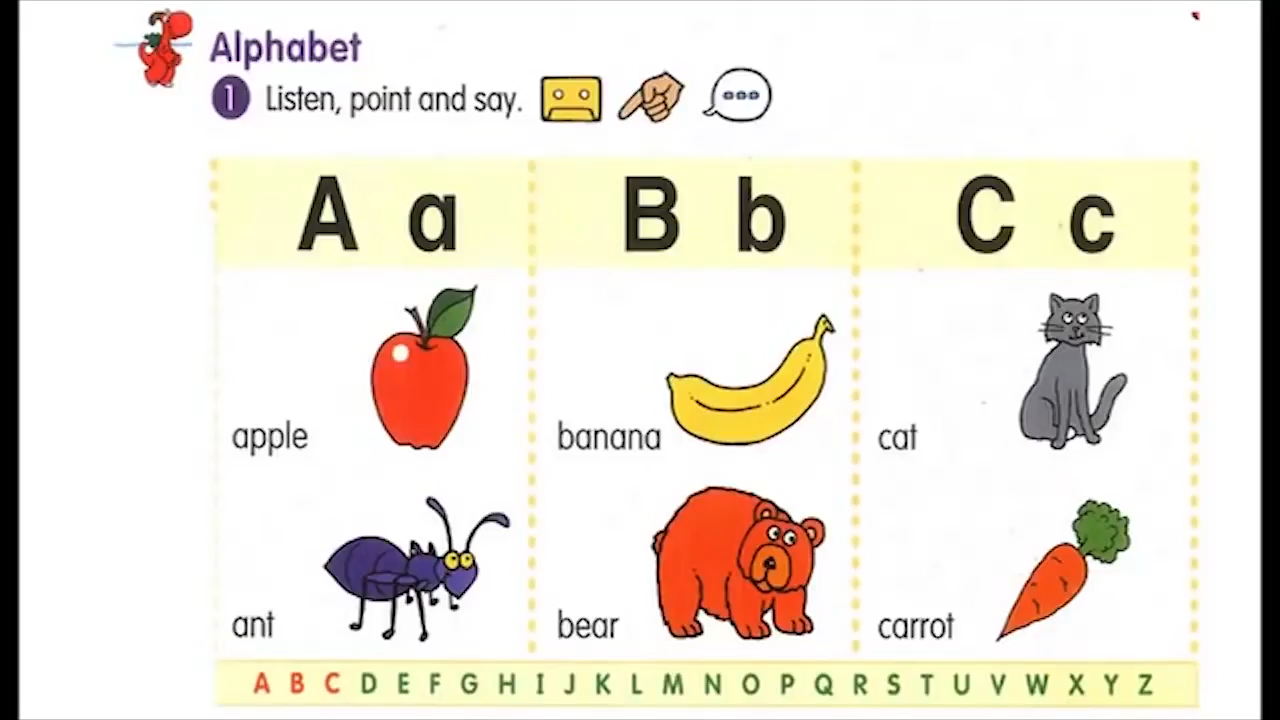 Alphabet
1 Listen, point and say.
A a B b C c
apple banana cat
ant bear carrot
A B C D E F G H I J K L M N O P Q R S T U V W X Y Z